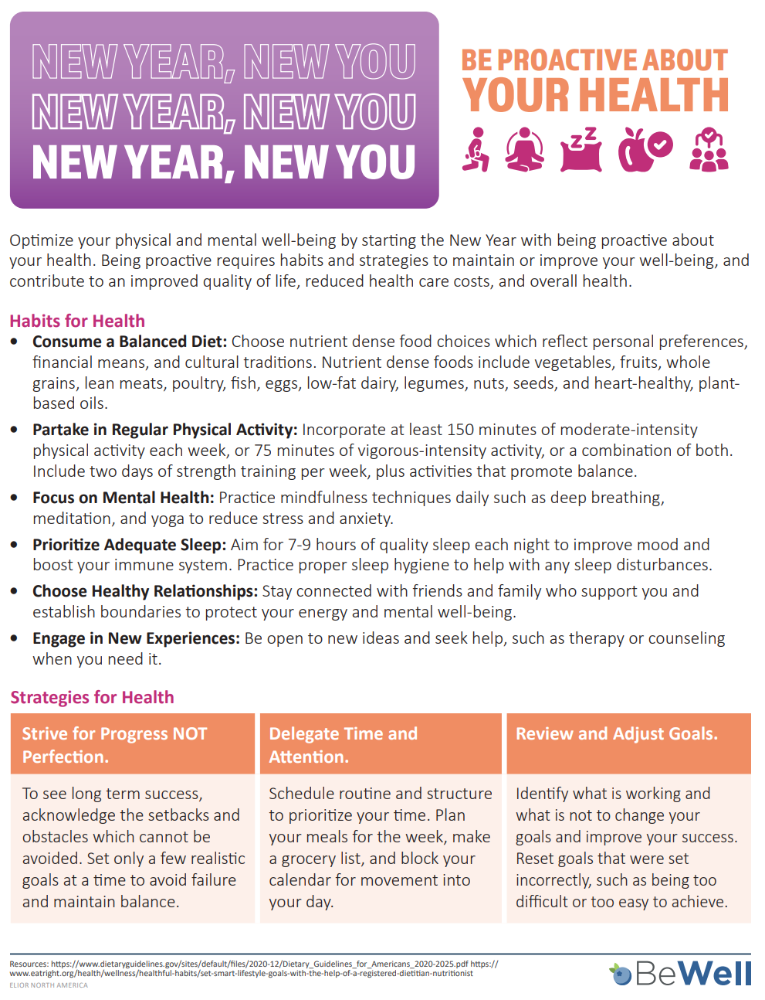 NEW YEAR, NEW YOU
NEW YEAR, NEW YOU
NEW YEAR, NEW YOU
BE PROACTIVE ABOUT
YOUR HEALTH
Z Z
Optimize your physical and mental well-being by starting the New Year with being proactive about
your health. Being proactive requires habits and strategies to maintain or improve your well-being, and
contribute to an improved quality of life, reduced health care costs, and overall health.
Habits for Health
• Consume a Balanced Diet: Choose nutrient dense food choices which reflect personal preferences,
financial means, and cultural traditions. Nutrient dense foods include vegetables, fruits, whole
grains, lean meats, poultry, fish, eggs, low-fat dairy, legumes, nuts, seeds, and heart-healthy, plant-
based oils.
• Partake in Regular Physical Activity: Incorporate at least 150 minutes of moderate-intensity
physical activity each week, or 75 minutes of vigorous-intensity activity, or a combination of both.
Include two days of strength training per week, plus activities that promote balance.
• Focus on Mental Health: Practice mindfulness techniques daily such as deep breathing,
meditation, and yoga to reduce stress and anxiety.
• Prioritize Adequate Sleep: Aim for 7-9 hours of quality sleep each night to improve mood and
boost your immune system. Practice proper sleep hygiene to help with any sleep disturbances.
• Choose Healthy Relationships: Stay connected with friends and family who support you and
establish boundaries to protect your energy and mental well-being.
• Engage in New Experiences: Be open to new ideas and seek help, such as therapy or counseling
when you need it.
Strategies for Health
Strive for Progress NOT
Perfection.
To see long term success,
acknowledge the setbacks and
obstacles which cannot be
avoided. Set only a few realistic
goals at a time to avoid failure
and maintain balance.
Delegate Time and
Attention.
Schedule routine and structure
to prioritize your time. Plan
your meals for the week, make
a grocery list, and block your
calendar for movement into
your day.
Review and Adjust Goals.
Identify what is working and
what is not to change your
goals and improve your success.
Reset goals that were set
incorrectly, such as being too
difficult or too easy to achieve.
Resources: https://www.dietaryguidelines.gov/sites/default/files/2020-12/Dietary_Guidelines_for_Americans_2020-2025.pdf https://
www.eatright.org/health/wellness/healthful-habits/set-smart-lifestyle-goals-with-the-help-of-a-registered-dietitian-nutritionist
ELIOR NORTH AMERICA
BeWell